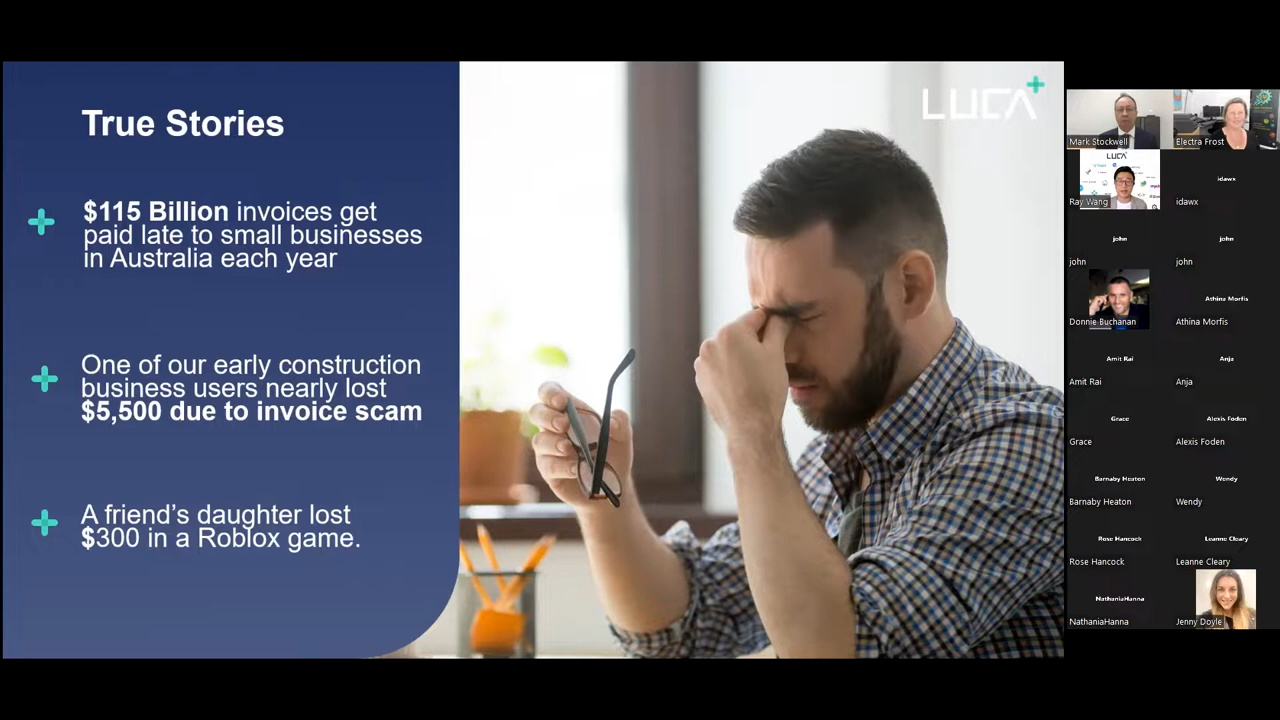 True Stories
$115 Billion invoices get
paid late to small businesses
in Australia each year
One of our early construction
business users nearly lost
$5,500 due to invoice scam
A friend’s daughter lost
$300 in a Roblox game.
LUCA+
Mark Stockwell
Electra Frost
LUCA+
Ray Wang
idawx
idawx
john
john
john
john
Donnie Buchanan
Athina Morfis
Athina Morfis
Amit Rai
Amit Rai
Anja
Anja
Grace
Grace
Alexis Foden
Alexis Foden
Barnaby Heaton
Barnaby Heaton
Wendy
Wendy
Rose Hancock
Rose Hancock
Leanne Cleary
Leanne Cleary
NathaniaHanna
NathaniaHanna
Jenny Doyle